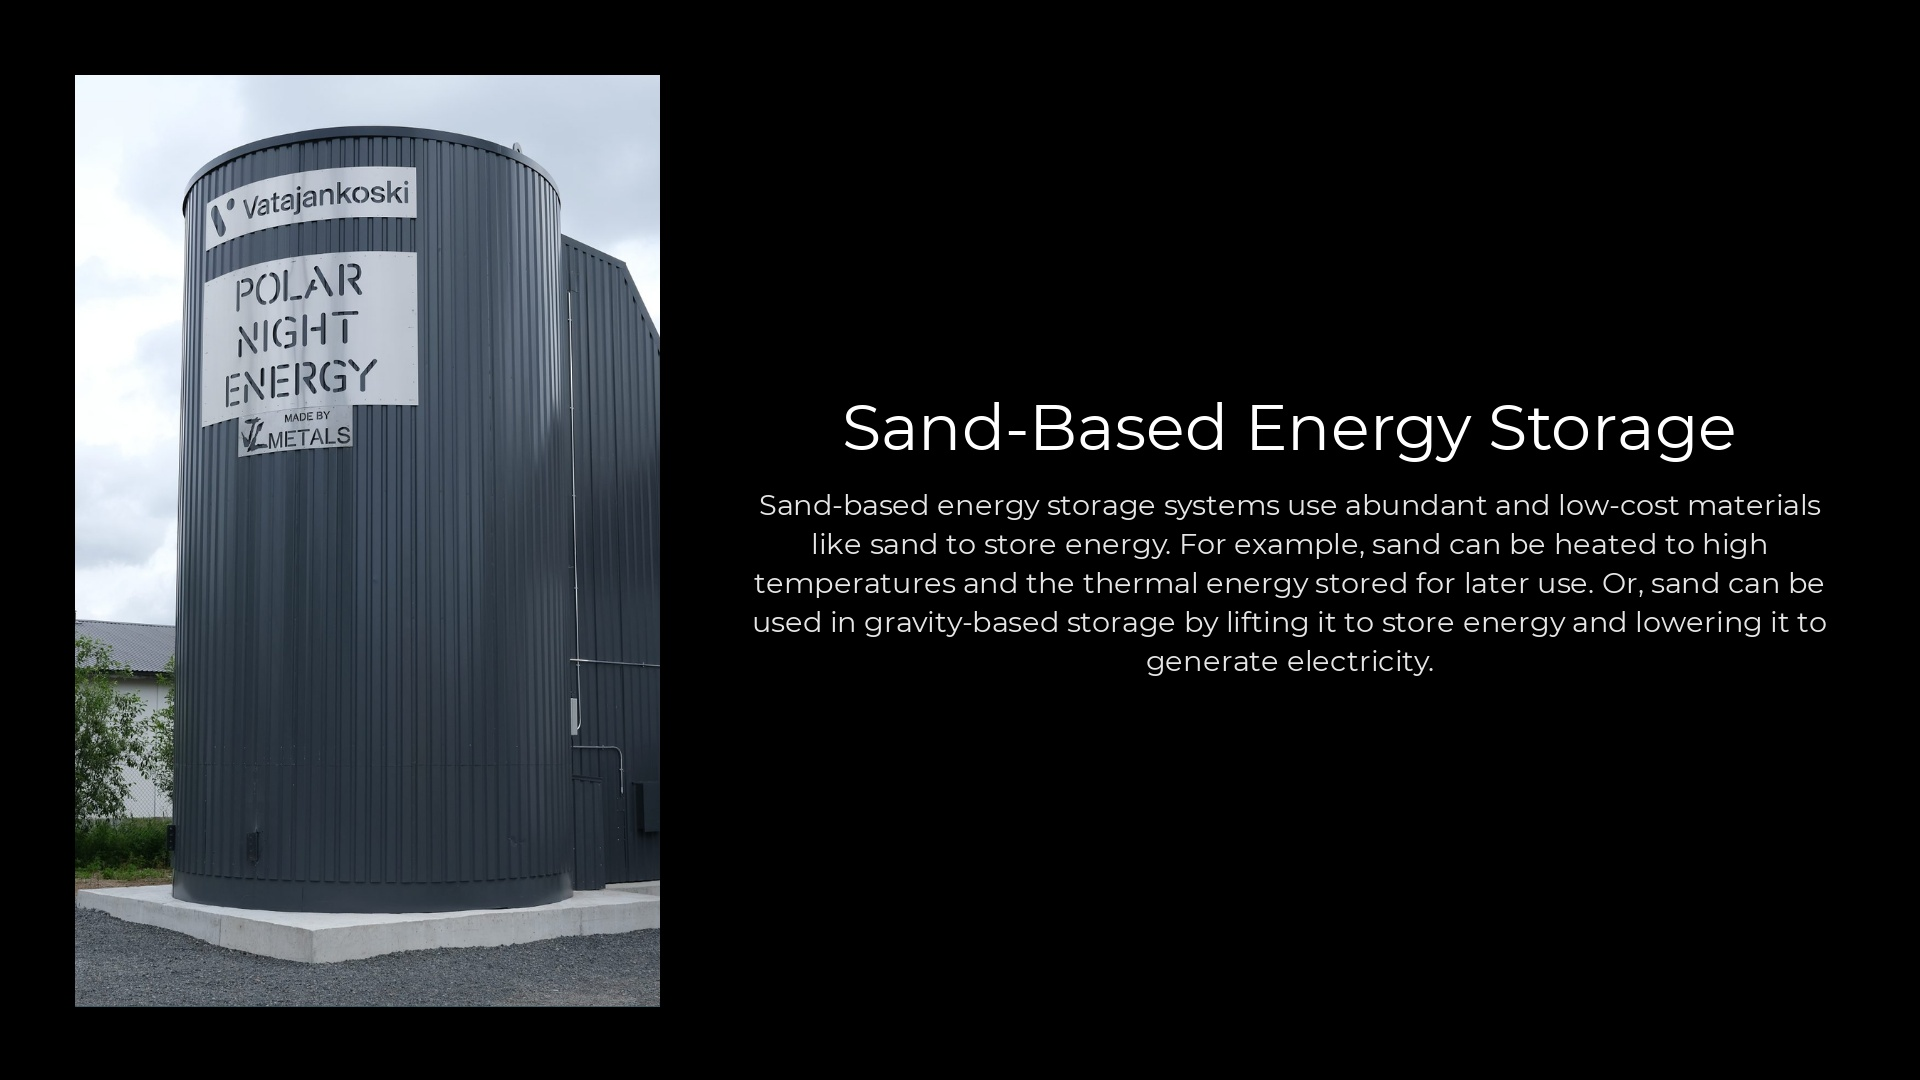 Vatajankoski
POLAR
NIGHT
ENERGY
MADE BY
METALS
Sand-Based Energy Storage
Sand-based energy storage systems use abundant and low-cost materials
like sand to store energy. For example, sand can be heated to high
temperatures and the thermal energy stored for later use. Or, sand can be
used in gravity-based storage by lifting it to store energy and lowering it to
generate electricity.